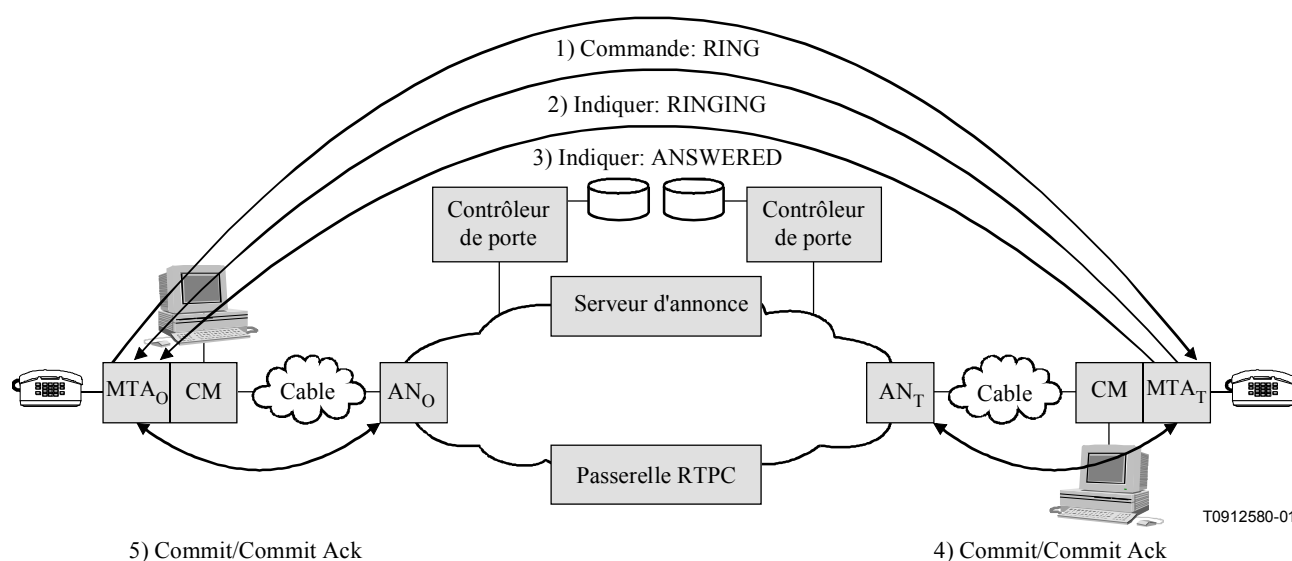 1) Commande: RING
2) Indiquer: RINGING
3) Indiquer: ANSWERED
Contrôleur
de porte
Contrôleur
de porte
Serveur d'annonce
MTAO
CM
Cable
ANO
ANT
Cable
CM
MTAT
Passerelle RTPC
T0912580-01
5) Commit/Commit Ack
4) Commit/Commit Ack